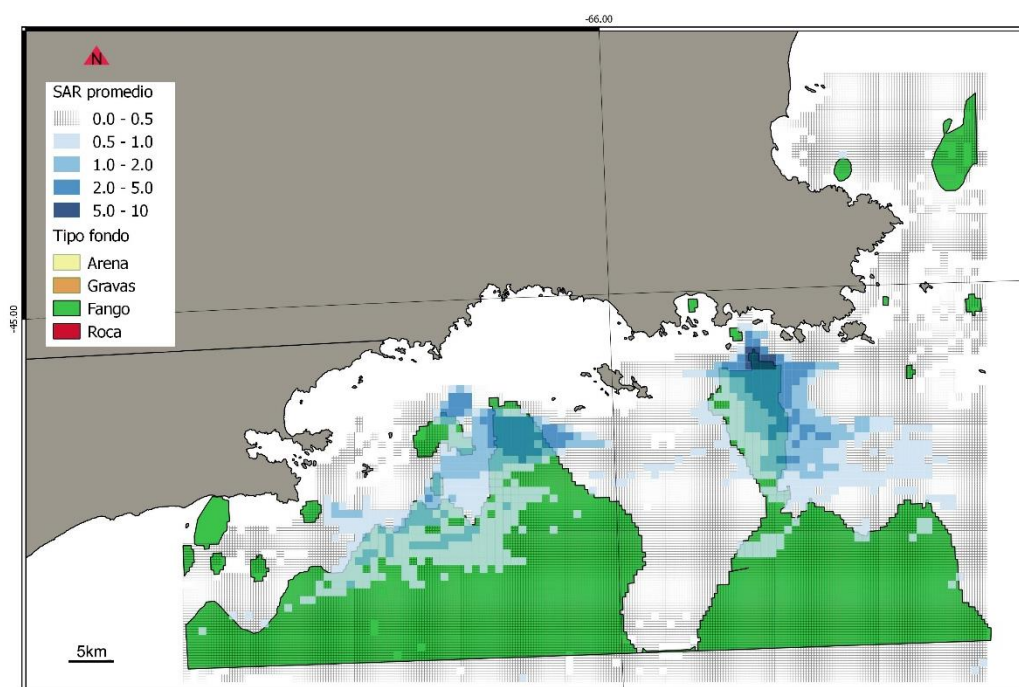 -66.00
N
SAR promedio
0.0 - 0.5
0.5 - 1.0
1.0 - 2.0
2.0 - 5.0
5.0 - 10
Tipo fondo
Arena
Gravas
Fango
Roca
-45.00
5km